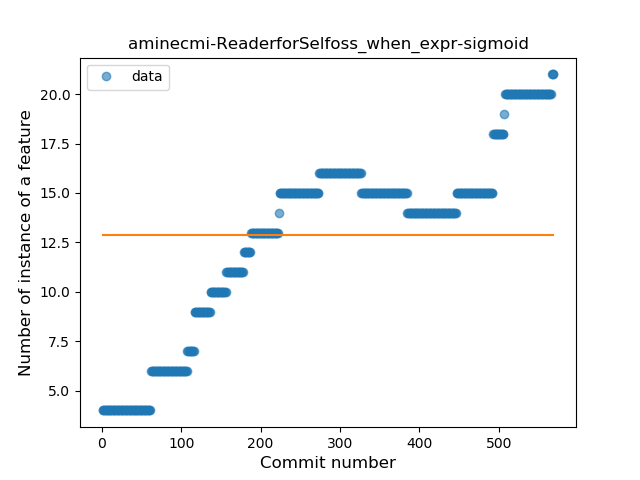 aminecmi-ReaderforSelfoss_when_expr-sigmoid
data
Number of instance of a feature
20.0
17.5
15.0
12.5
10.0
7.5
5.0
0 100 200 300 400 500
Commit number